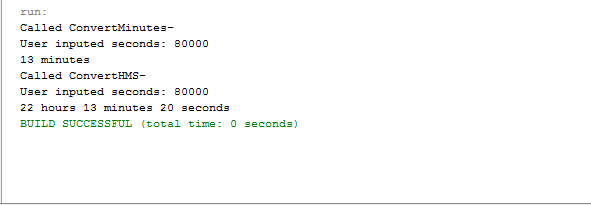 run:
Called ConvertMinutes-
User inputed seconds: 80000
13 minutes
Called ConvertHMS-
User inputed seconds: 80000
22 hours 13 minutes 20 seconds
BUILD SUCCESSFUL (total time: 0 seconds)